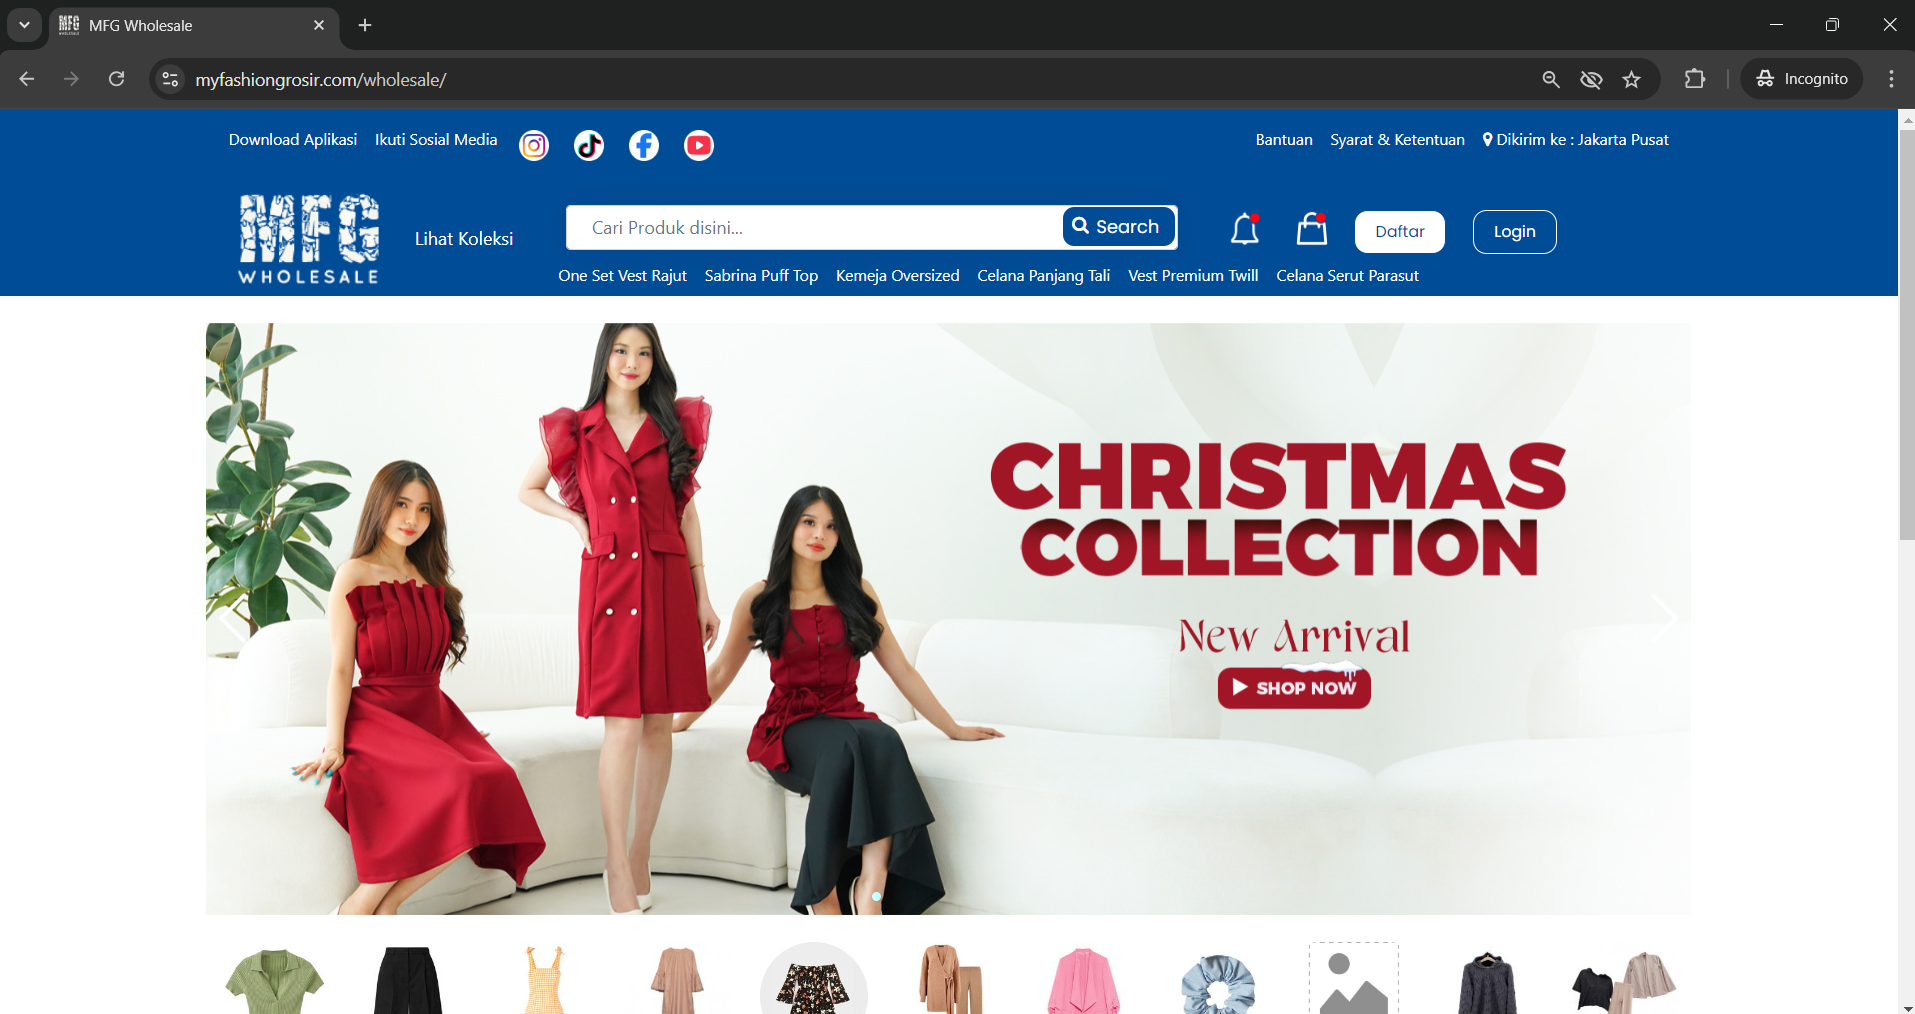 MFG Wholesale
myfashiongrosir.com/wholesale/
Incognito
Download Aplikasi Ikuti Sosial Media
Bantuan Syarat & Ketentuan Dikirim ke : Jakarta Pusat
MFG
WHOLESALE
Lihat Koleksi
Cari Produk disini...
Search
Daftar
Login
One Set Vest Rajut Sabrina Puff Top Kemeja Oversized Celana Panjang Tali Vest Premium Twill Celana Serut Parasut
CHRISTMAS
COLLECTION
New Arrival
SHOP NOW